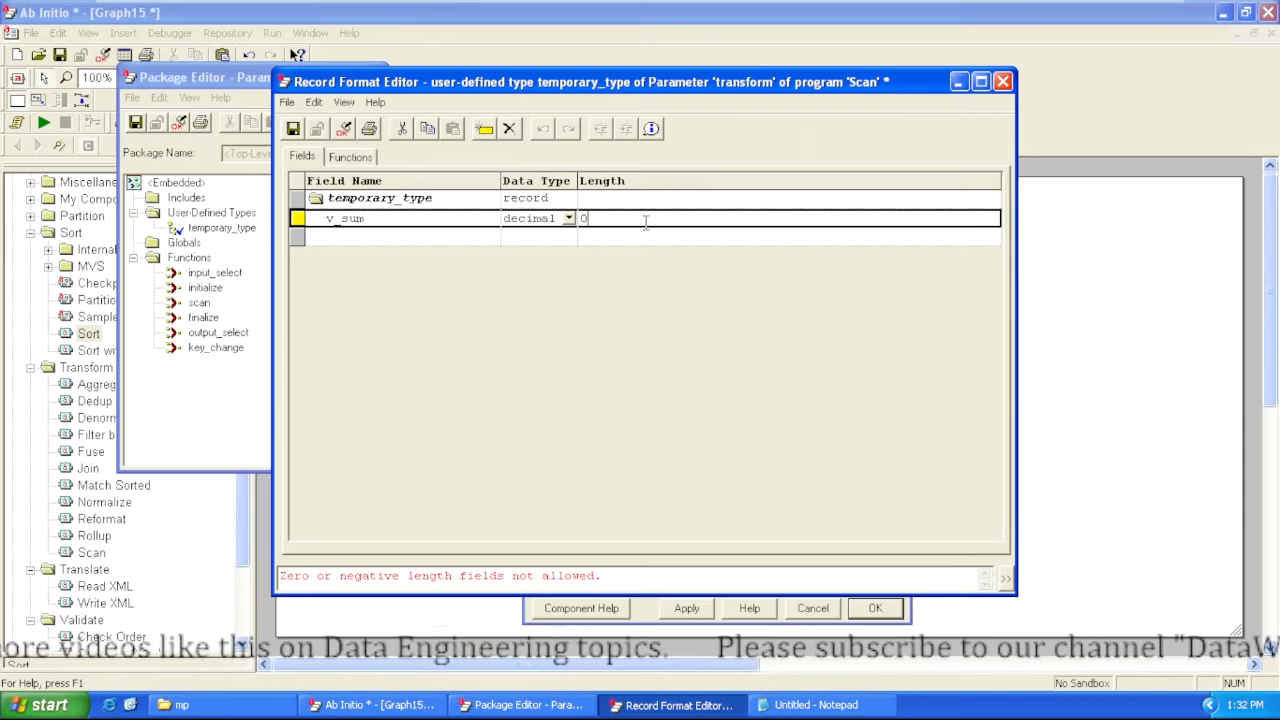 Ab Initio * - [Graph15 *]
File Edit View Insert Debugger Repository Run Window Help
100%
Package Editor - Param
File Edit View Help
Package Name: <Top-Leve
<Embedded>
Includes
User-Defined Types
temporary_type
Globals
Functions
input_select
initialize
scan
finalize
output_select
key_change
Miscellane
My Compo
Partition
Sort
Internal
MVS
Checkp
Partitio
Sample
Sort
Sort wi
Transform
Aggreg
Dedup
Denorm
Filter b
Fuse
Join
Match Sorted
Normalize
Reformat
Rollup
Scan
Translate
Read XML
Write XML
Validate
Check Order
Record Format Editor - user-defined type temporary_type of Parameter 'transform' of program 'Scan' *
File Edit View Help
Fields Functions
Field Name Data Type Length
temporary_type record
v_sum decimal 0
Zero or negative length fields not allowed.
Component Help Apply Help Cancel OK
ore videos like this on Data Engineering topics. Please subscribe to our channel "DataW
For Help, press F1 No Sandbox NUM
start mp Ab Initio * - [Graph15... Package Editor - Para... Record Format Editor... Untitled - Notepad 1:32 PM